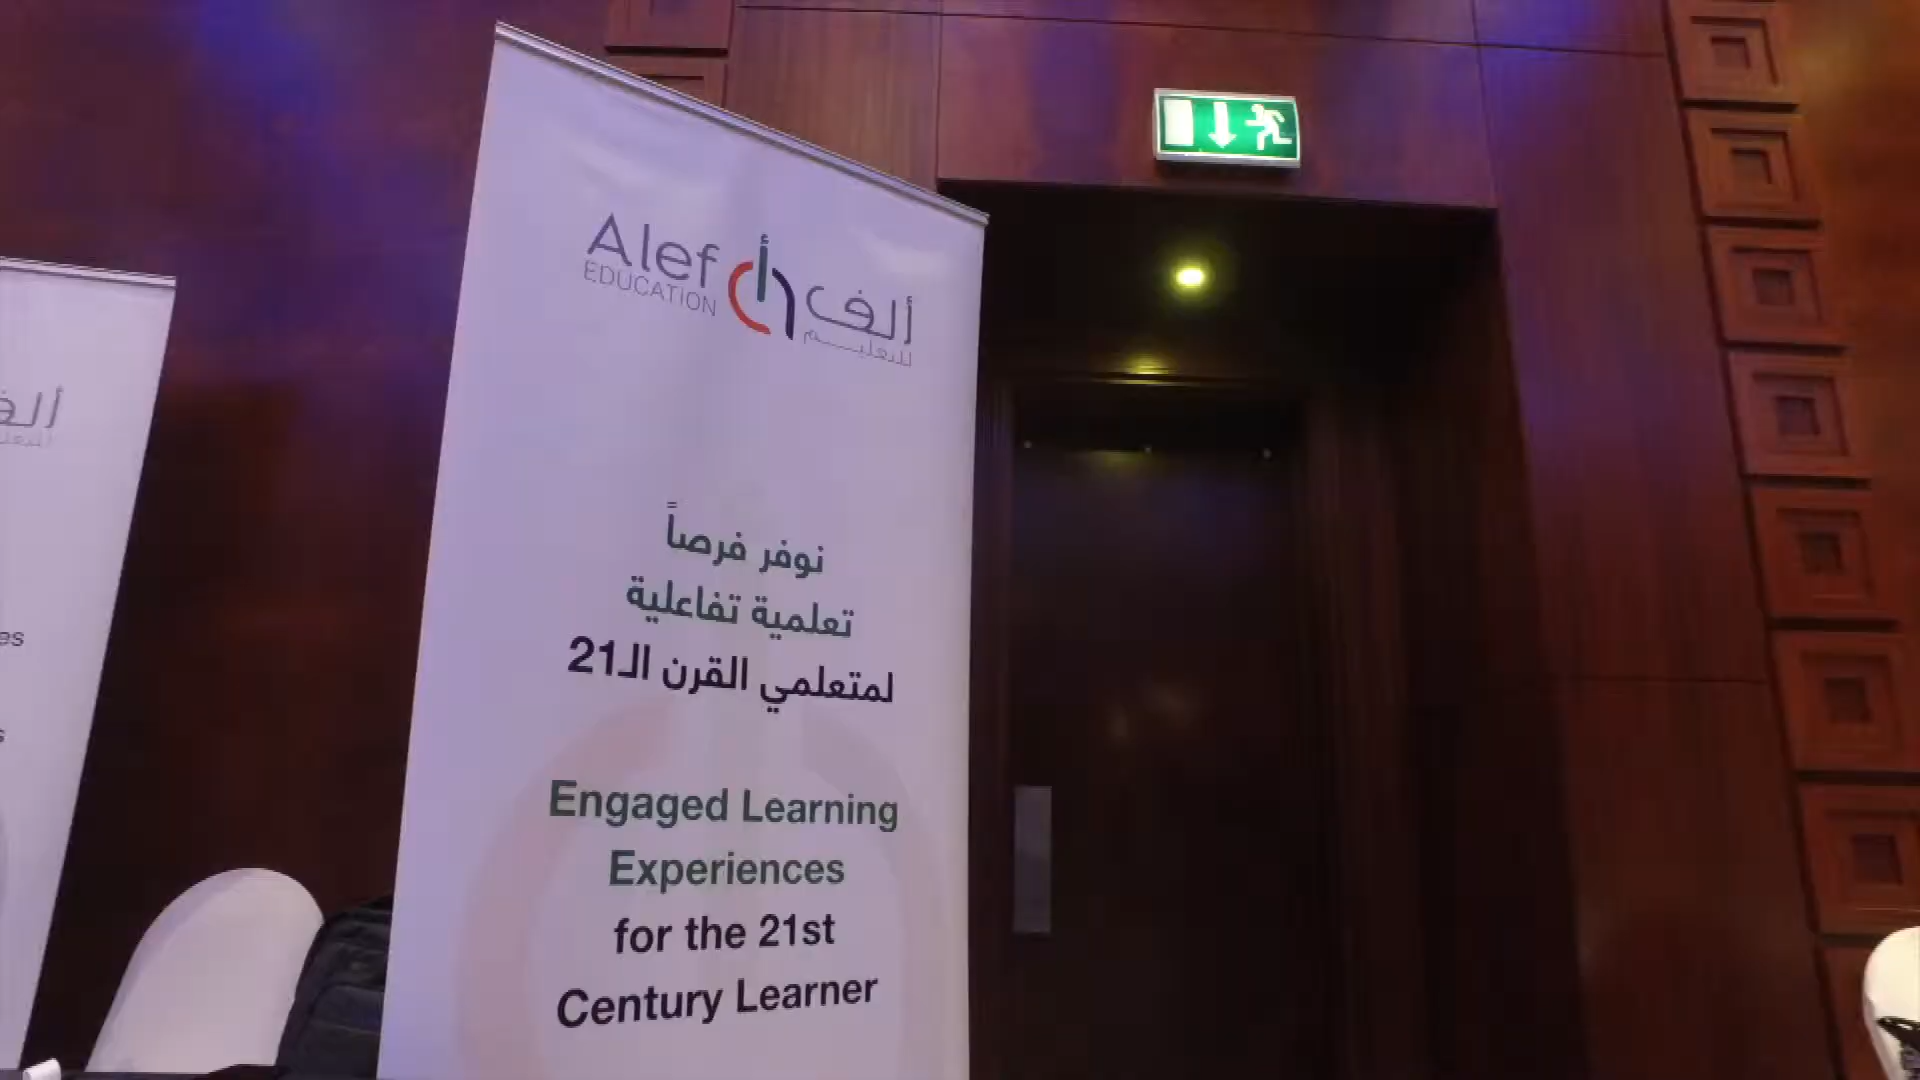 Alef
EDUCATION
ألف
للتعليم
نوفر فرصاً
تعلمية تفاعلية
لمتعلمي القرن الـ21
Engaged Learning
Experiences
for the 21st
Century Learner